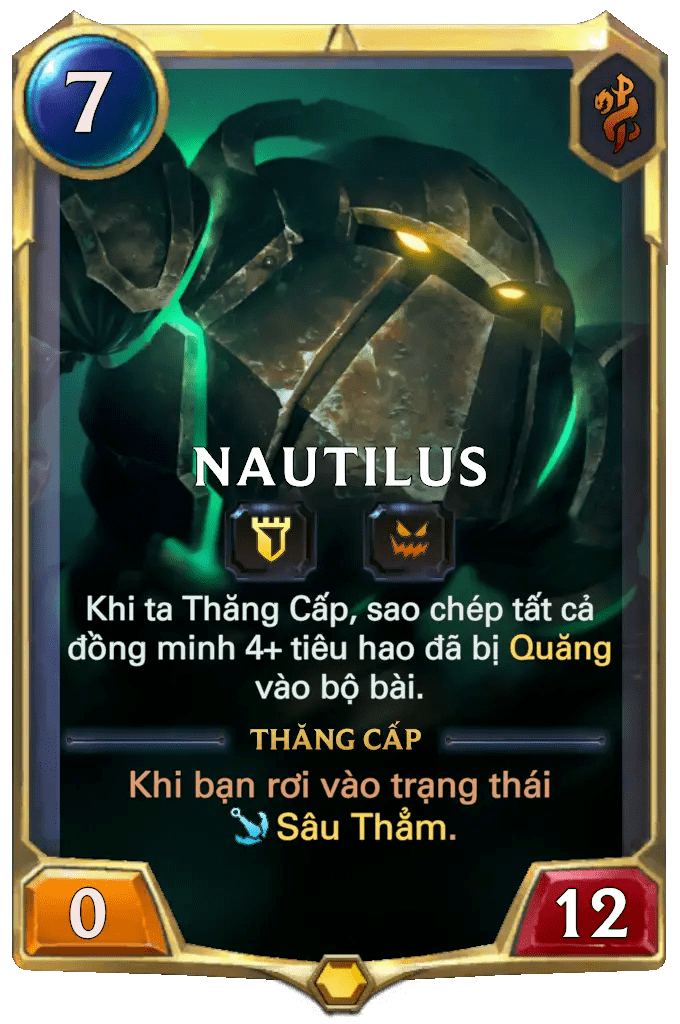 7
NAUTILUS
Khi ta Thăng Cấp, sao chép tất cả
đồng minh 4+ tiêu hao đã bị Quăng
vào bộ bài.
THĂNG CẤP
Khi bạn rơi vào trạng thái
Sâu Thẳm.
0
12